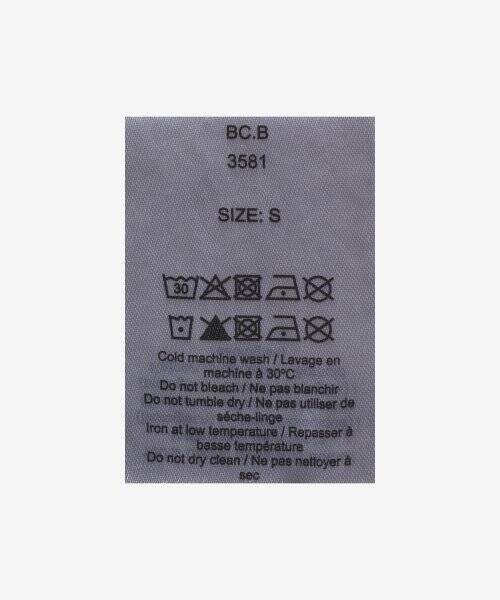 BC.B
3581
SIZE: S
30
Cold machine wash / Lavage en
machine à 30°C
Do not bleach / Ne pas blanchir
Do not tumble dry / Ne pas utiliser de
séche-linge
Iron at low temperature / Repasser à
basse température
Do not dry clean / Ne pas nettoyer à
sec